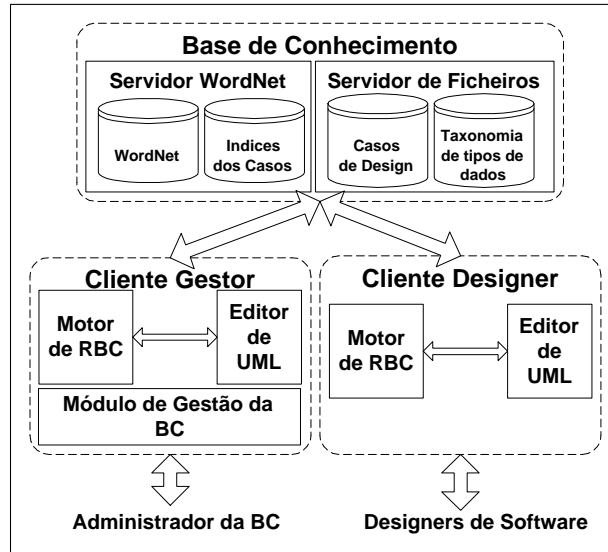 Base de Conhecimento
Servidor WordNet
Servidor de Ficheiros
WordNet
Indices
dos Casos
Casos
de Design
Taxonomia
de tipos de
dados
Cliente Gestor
Motor
de RBC
Editor
de
UML
Módulo de Gestão da
BC
Cliente Designer
Motor
de RBC
Editor
de
UML
Administrador da BC
Designers de Software